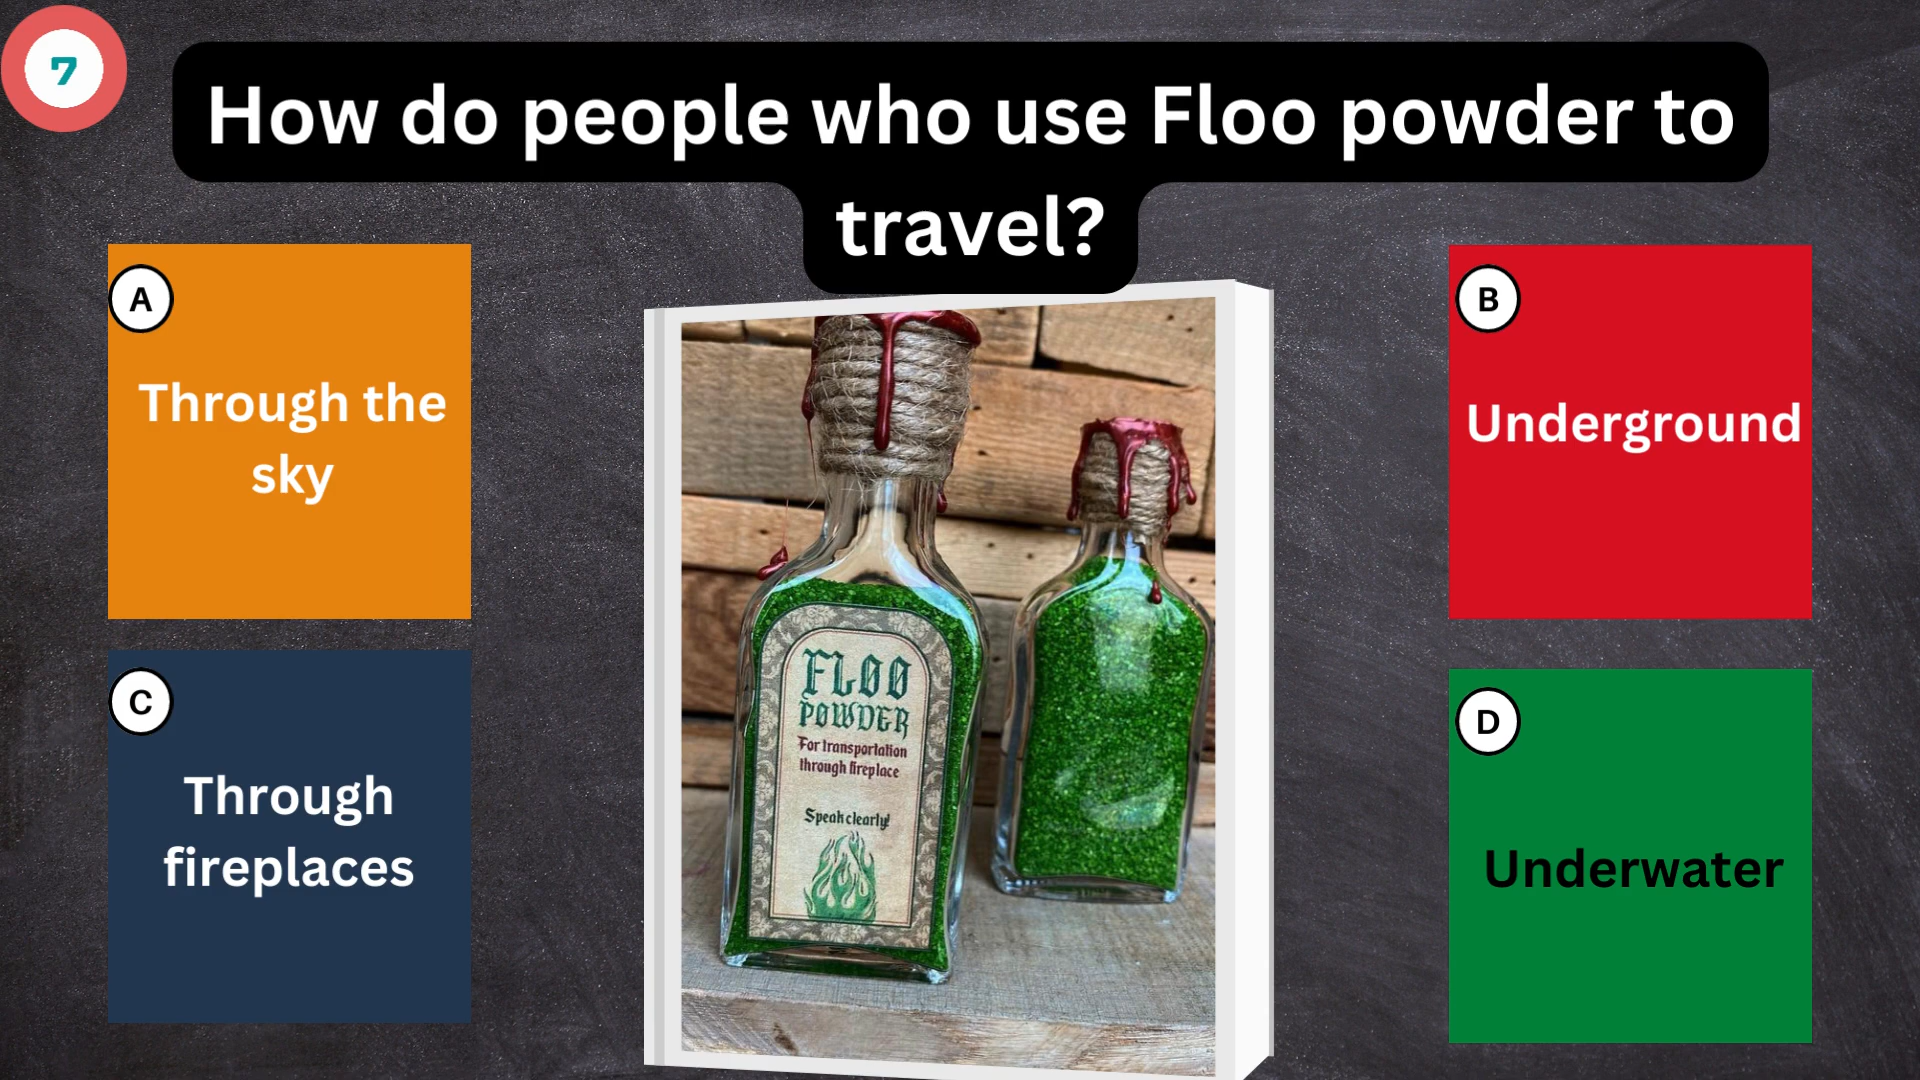 7
How do people who use Floo powder to
travel?
A
Through the
sky
B
Underground
FLOO
POWDER
For transportation
through fireplace
Speak clearly!
C
Through
fireplaces
D
Underwater